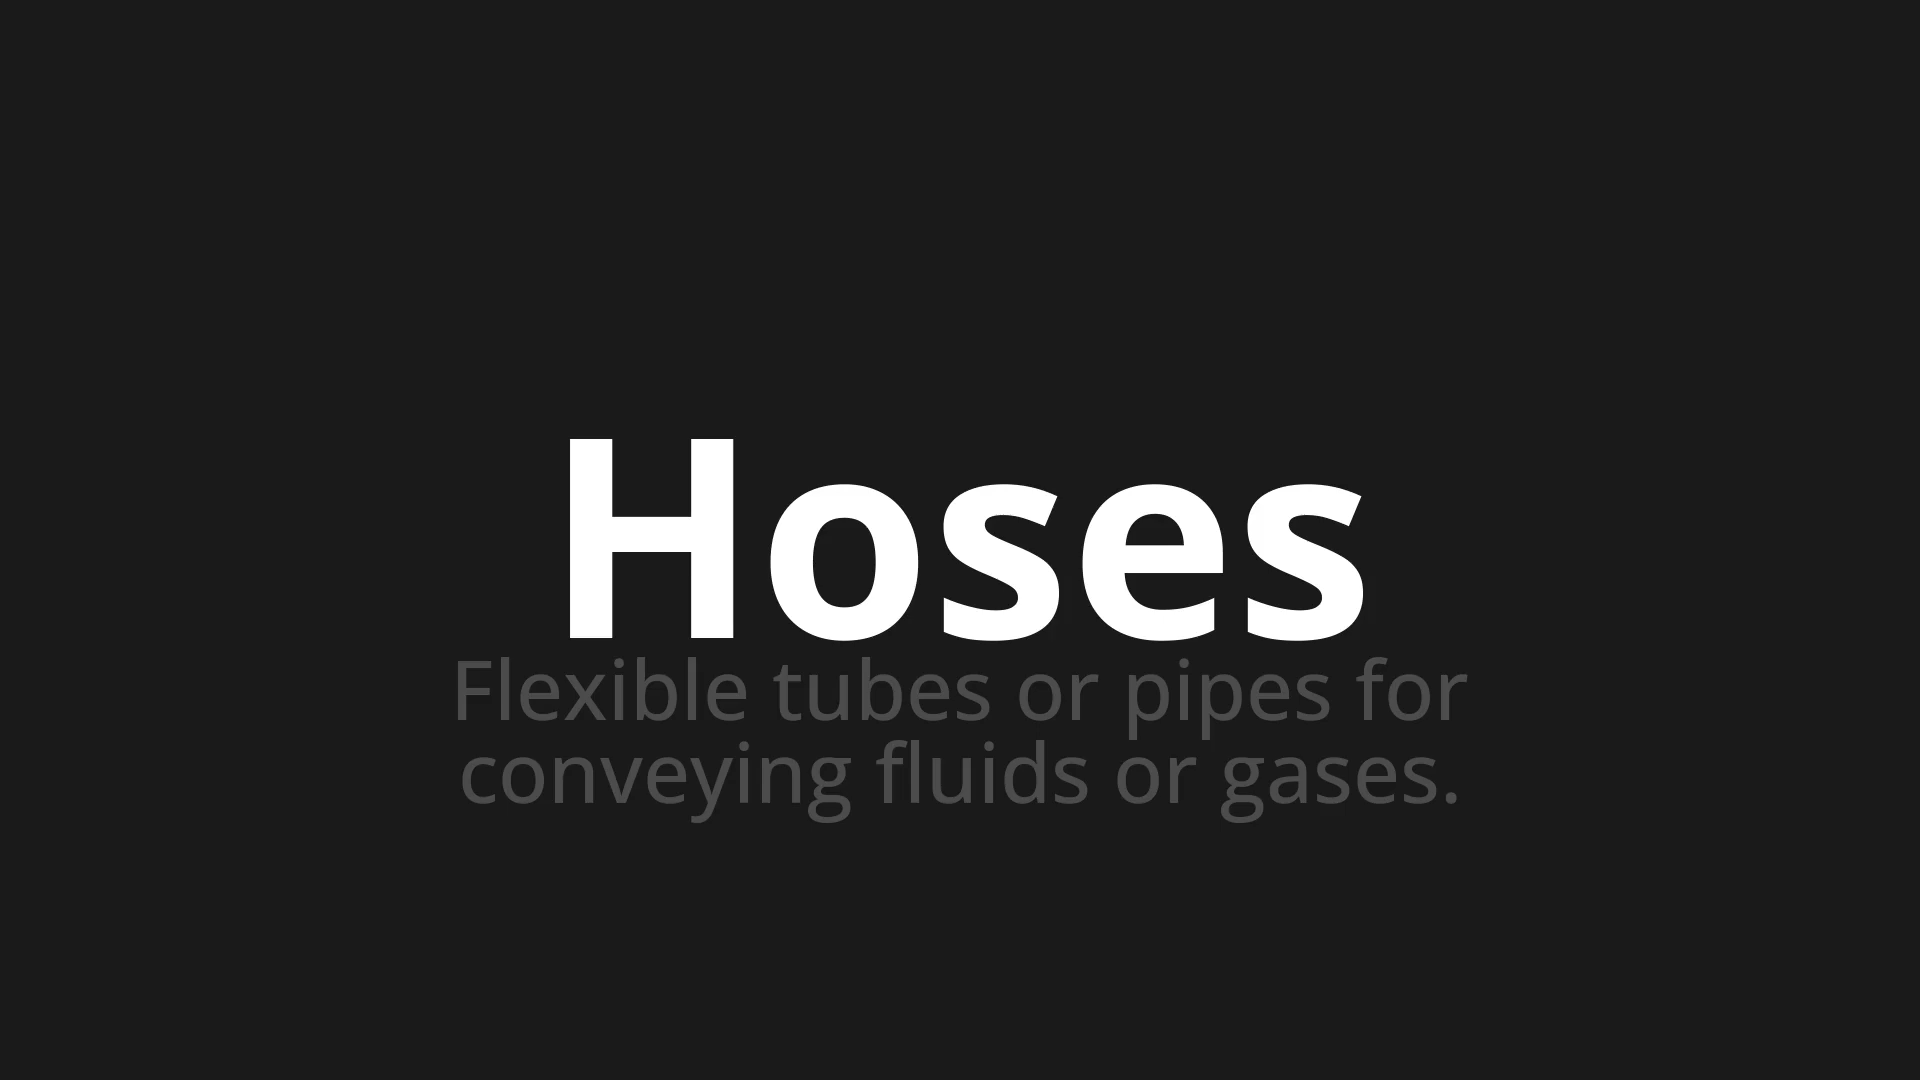 Hoses
Flexible tubes or pipes for
conveying fluids or gases.